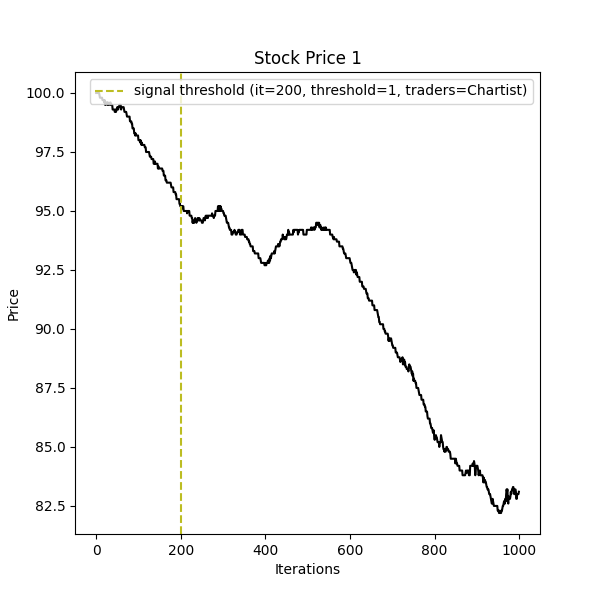 Stock Price 1
signal threshold (it=200, threshold=1, traders=Chartist)
100.0
97.5
95.0
92.5
90.0
87.5
85.0
82.5
Price
0 200 400 600 800 1000
Iterations